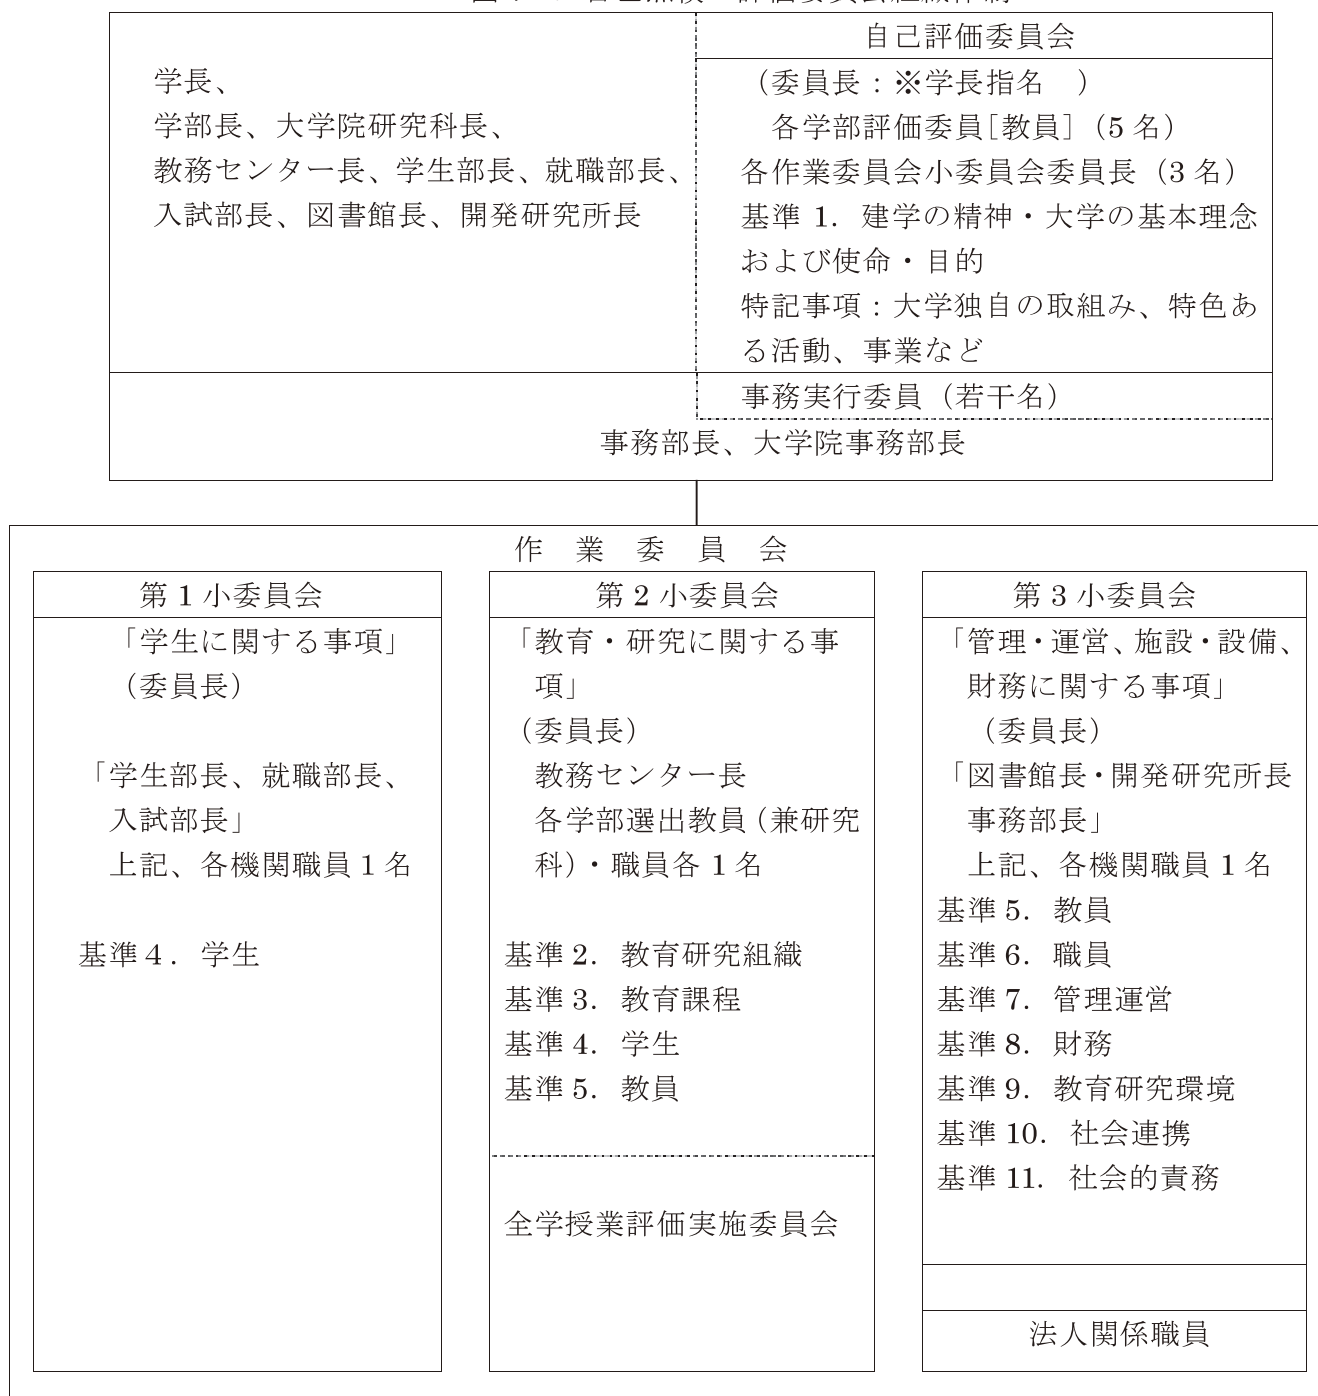 自己評価委員会
学長、
学部長、大学院研究科長、
教務センター長、学生部長、就職部長、
入試部長、図書館長、開発研究所長
（委員長：※学長指名　）
各学部評価委員[教員]（5 名）
各作業委員会小委員会委員長（3 名）
基準 1．建学の精神・大学の基本理念
および使命・目的
特記事項：大学独自の取組み、特色あ
る活動、事業など
事務実行委員（若干名）
事務部長、大学院事務部長
作　業　委　員　会
第 1 小委員会
「学生に関する事項」
（委員長）
「学生部長、就職部長、
入試部長」
上記、各機関職員 1 名
基準 4．学生
第 2 小委員会
「教育・研究に関する事
項」
（委員長）
教務センター長
各学部選出教員（兼研究
科）・職員各 1 名
基準 2．教育研究組織
基準 3．教育課程
基準 4．学生
基準 5．教員
全学授業評価実施委員会
第 3 小委員会
「管理・運営、施設・設備、
財務に関する事項」
（委員長）
「図書館長・開発研究所長
事務部長」
上記、各機関職員 1 名
基準 5．教員
基準 6．職員
基準 7．管理運営
基準 8．財務
基準 9．教育研究環境
基準 10．社会連携
基準 11．社会的責務
法人関係職員